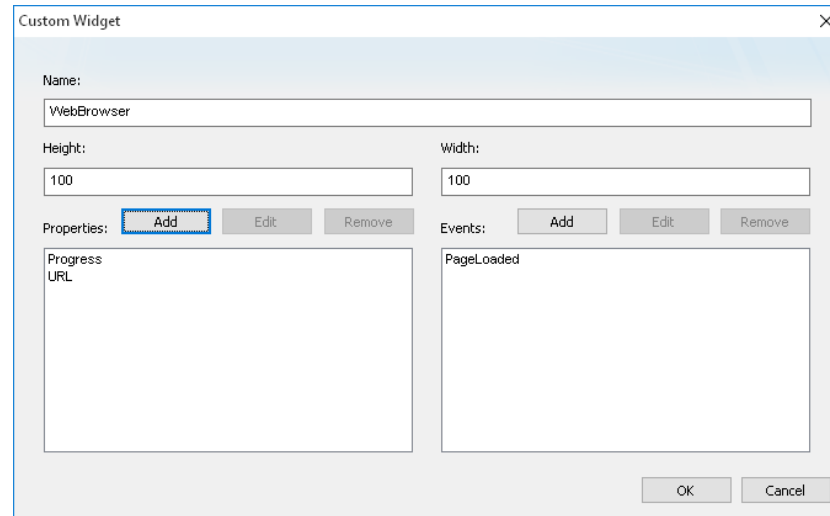 Custom Widget
Name:
WebBrowser
Height: Width:
100 100
Properties: Add Edit Remove Events: Add Edit Remove
Progress PageLoaded
URL
OK Cancel